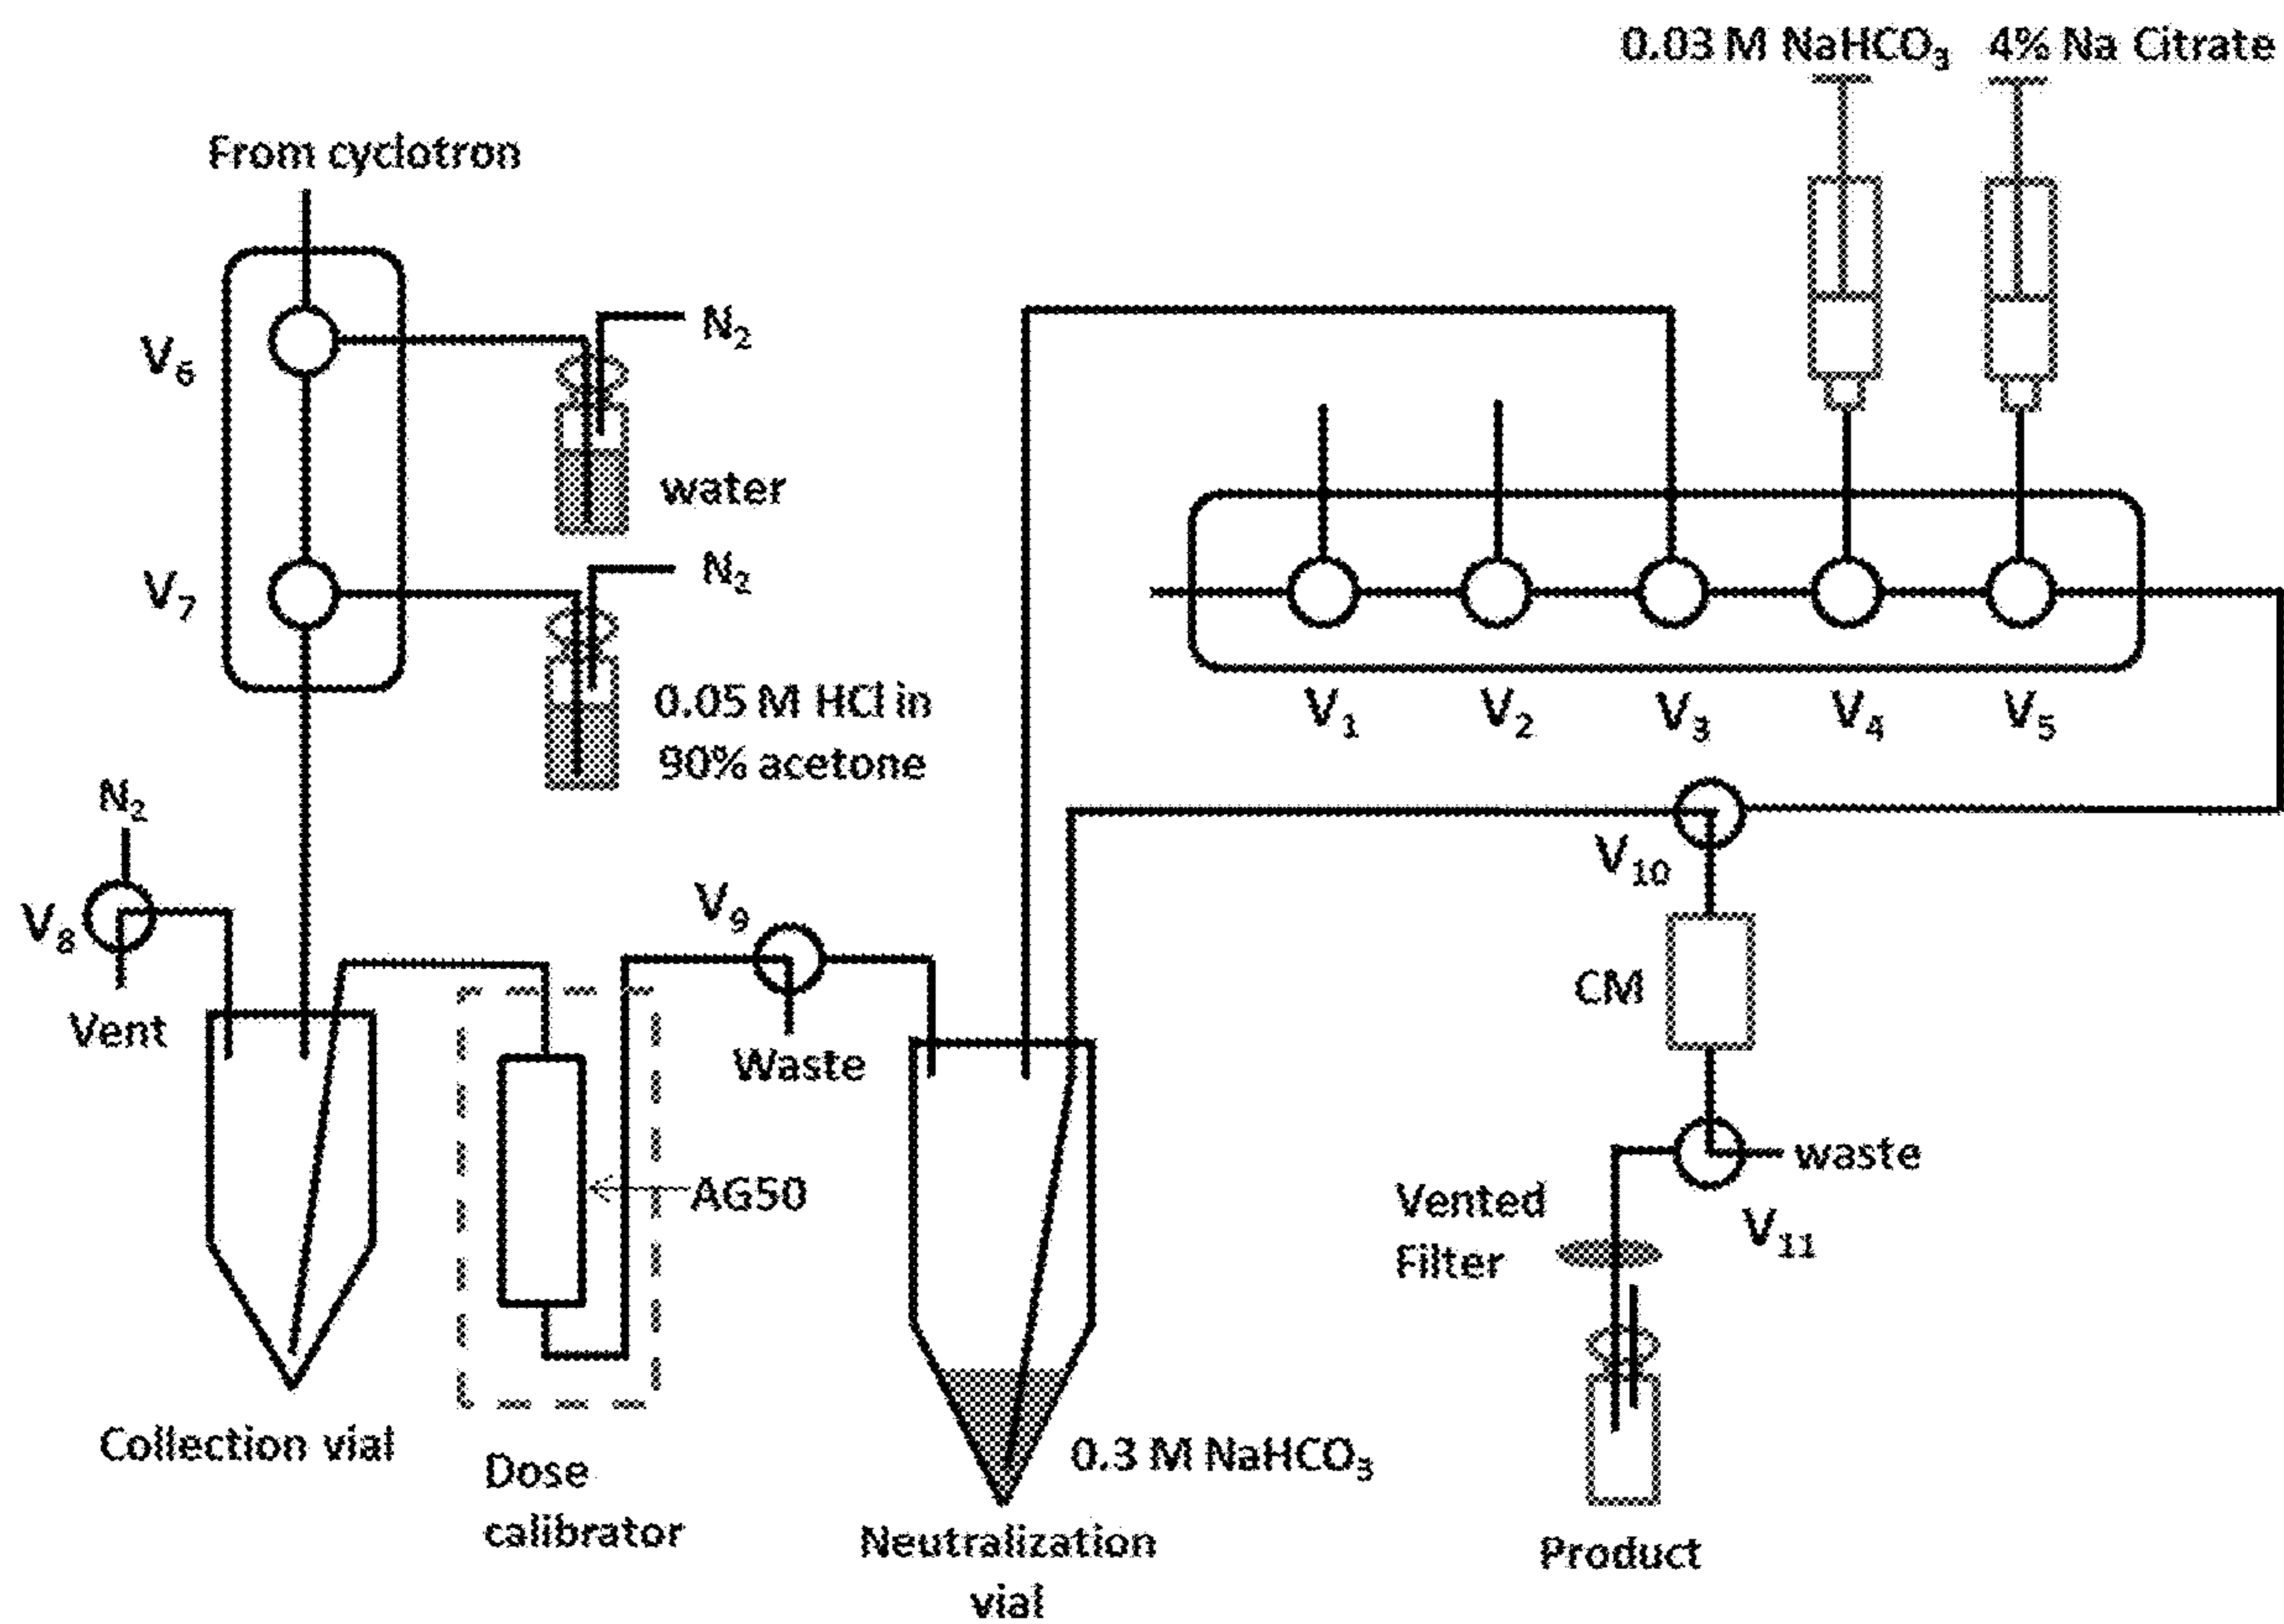 0.03 M NaHCO₃
4% Na Citrate
From cyclotron
V₆
N₂
water
V₇
N₂
0.05 M HCl in
90% acetone
V₁
V₂
V₃
V₄
V₅
N₂
V₈
Vent
V₉
Waste
V₁₀
CM
AG50
waste
V₁₁
Vented
Filter
Collection vial
Dose
calibrator
0.3 M NaHCO₃
Neutralization
vial
Product